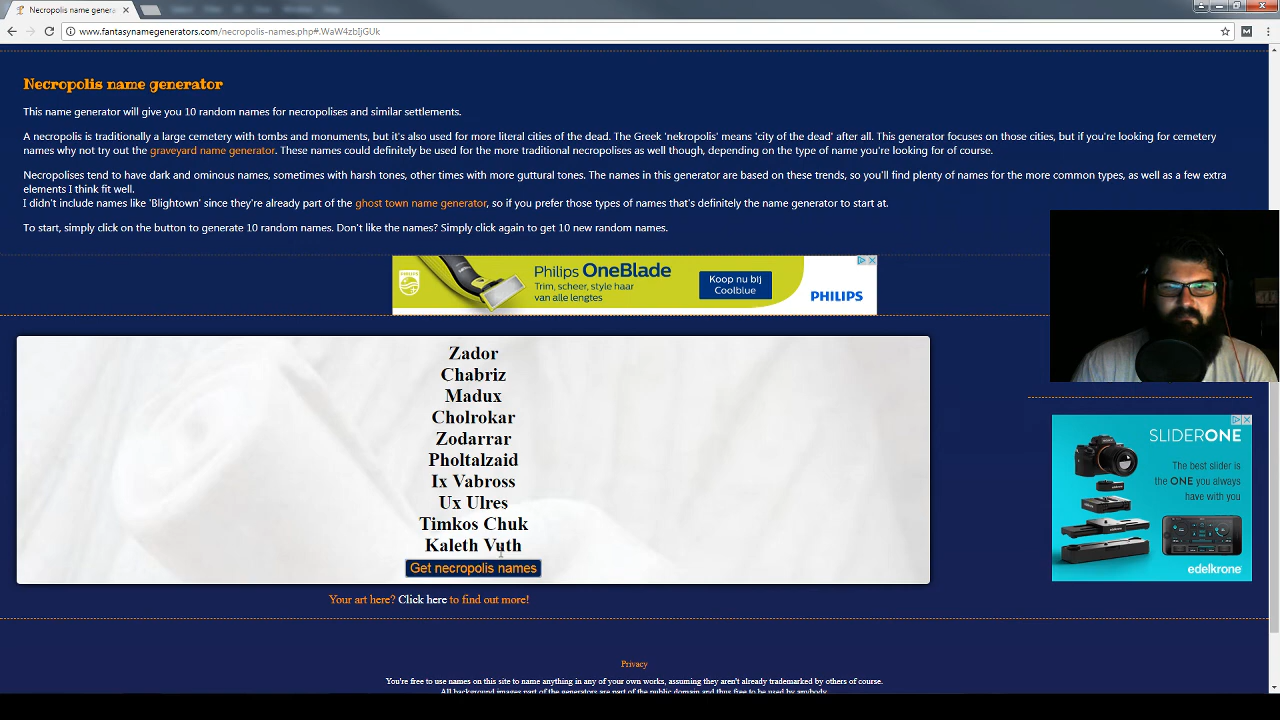 Necropolis name genera
www.fantasynamegenerators.com/necropolis-names.php#.WaW4zbIjGUk
Necropolis name generator
This name generator will give you 10 random names for necropolises and similar settlements.
A necropolis is traditionally a large cemetery with tombs and monuments, but it's also used for more literal cities of the dead. The Greek 'nekropolis' means 'city of the dead' after all. This generator focuses on those cities, but if you're looking for cemetery
names why not try out the graveyard name generator. These names could definitely be used for the more traditional necropolises as well though, depending on the type of name you're looking for of course.
Necropolises tend to have dark and ominous names, sometimes with harsh tones, other times with more guttural tones. The names in this generator are based on these trends, so you'll find plenty of names for the more common types, as well as a few extra
elements I think fit well.
I didn't include names like 'Blightown' since they're already part of the ghost town name generator, so if you prefer those types of names that's definitely the name generator to start at.
To start, simply click on the button to generate 10 random names. Don't like the names? Simply click again to get 10 new random names.
PHILIPS
Philips OneBlade
Trim, scheer, style haar
van alle lengtes
Koop nu bij
Coolblue
PHILIPS
Zador
Chabriz
Madux
Cholrokar
Zodarrar
Pholtalzaid
Ix Vabross
Ux Ulres
Timkos Chuk
Kaleth Vuth
Get necropolis names
Your art here? Click here to find out more!
SLIDERONE
The best slider is
the ONE you always
have with you
edelkrone
Privacy
You're free to use names on this site to name anything in any of your own works, assuming they aren't already trademarked by others of course.
All background images part of the generators are part of the public domain and thus free to be used by anybody.